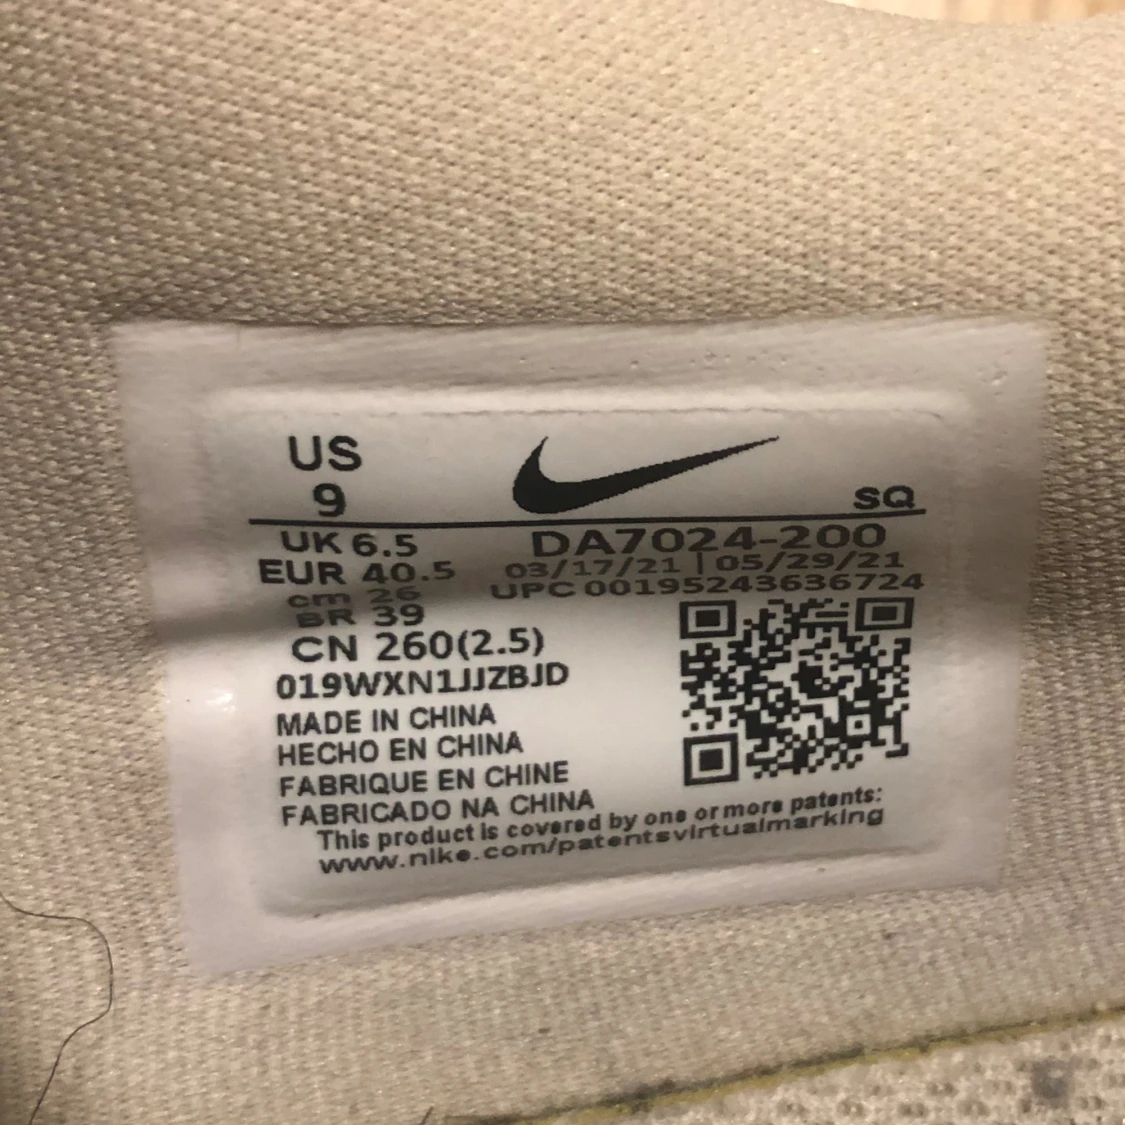 US
9
SQ
UK 6.5
EUR 40.5
cm 26
BR 39
CN 260(2.5)
019WXN1JJZBJD
DA7024-200
03/17/21 | 05/29/21
UPC 00195243636724
MADE IN CHINA
HECHO EN CHINA
FABRIQUE EN CHINE
FABRICADO NA CHINA
This product is covered by one or more patents:
www.nike.com/patentsvirtualmarking